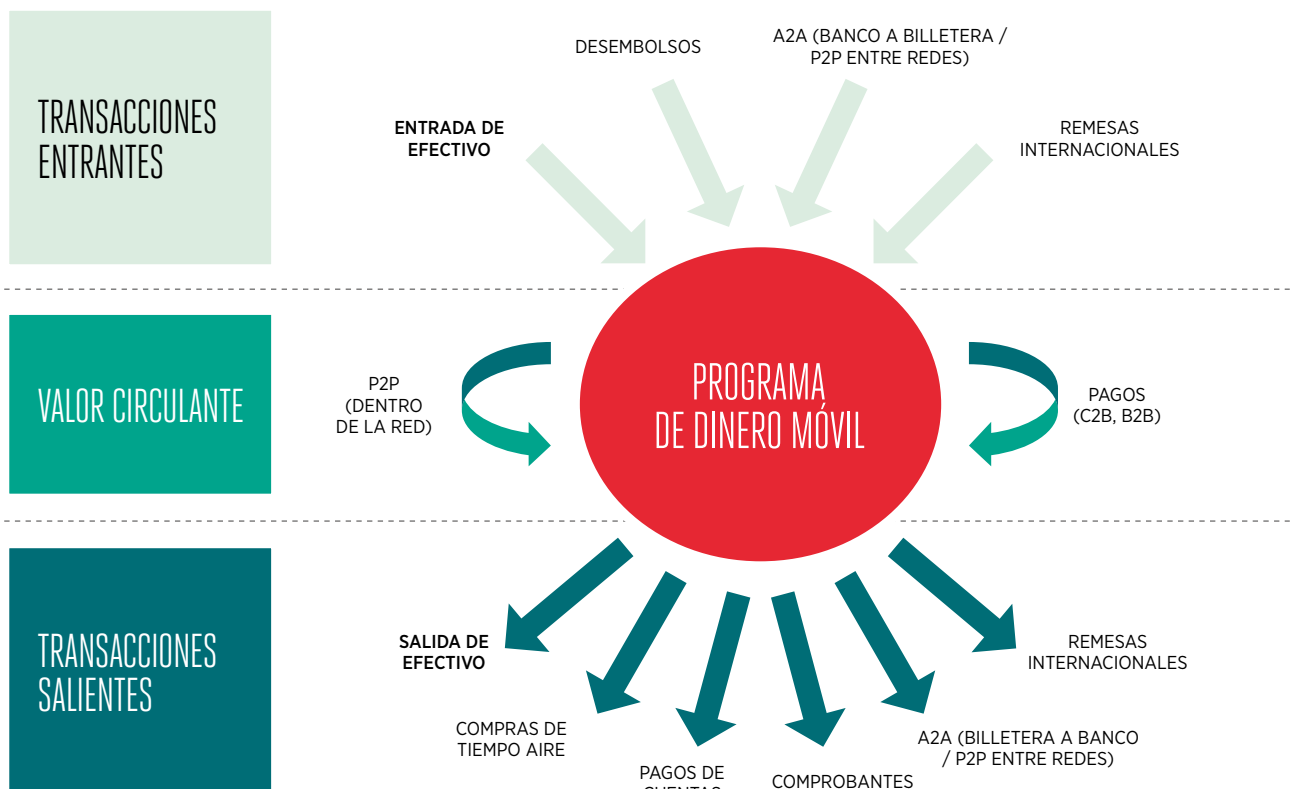 TRANSACCIONES
ENTRANTES
DESEMBOLSOS
A2A (BANCO A BILLETERA /
P2P ENTRE REDES)
ENTRADA DE
EFECTIVO
REMESAS
INTERNACIONALES
VALOR CIRCULANTE
P2P
(DENTRO
DE LA RED)
PROGRAMA
DE DINERO MÓVIL
PAGOS
(C2B, B2B)
TRANSACCIONES
SALIENTES
SALIDA DE
EFECTIVO
COMPRAS DE
TIEMPO AIRE
PAGOS DE
CUENTAS
COMPROBANTES
A2A (BILLETERA A BANCO
/ P2P ENTRE REDES)
REMESAS
INTERNACIONALES